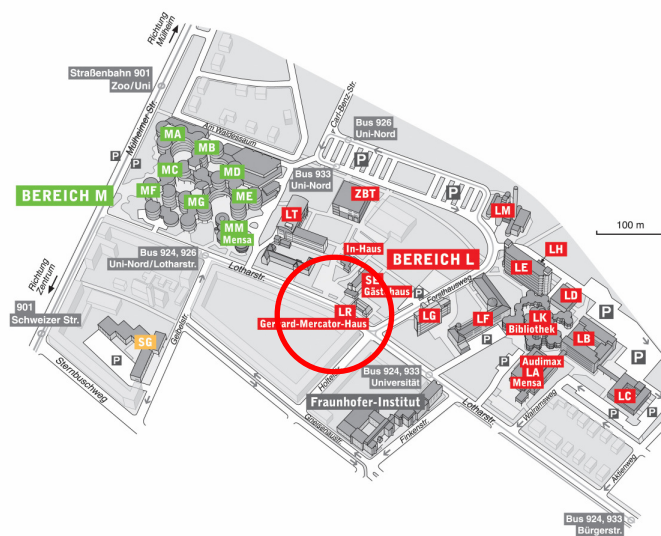 Richtung
Mülheim
Straßenbahn 901
Zoo/Uni
Mülheimer Str.
Am Waldessaum
Carl-Benz-Str.
Bus 926
Uni-Nord
MA
MB
P
P
MC
MD
Bus 933
Uni-Nord
P
P
BEREICH M
MF
MG
ME
ZBT
LT
LM
MM
Mensa
100 m
Bus 924, 926
Uni-Nord/Lotharstr.
Lotharstr.
In-Haus
BEREICH L
LH
LE
Richtung
Zentrum
SE
Gästehaus
P
Forsthausweg
LD
901
Schweizer Str.
LR
Gerhard-Mercator-Haus
LG
LF
LK
Bibliothek
P
SG
Geibelstr.
P
P
LB
P
Sternbuschweg
Audimax
LA
Mensa
Bus 924, 933
Universität
Fraunhofer-Institut
Lotharstr.
Walramsweg
LC
P
P
Gneisenaustr.
Finkenstr.
Aktienweg
Bus 924, 933
Bürgerstr.